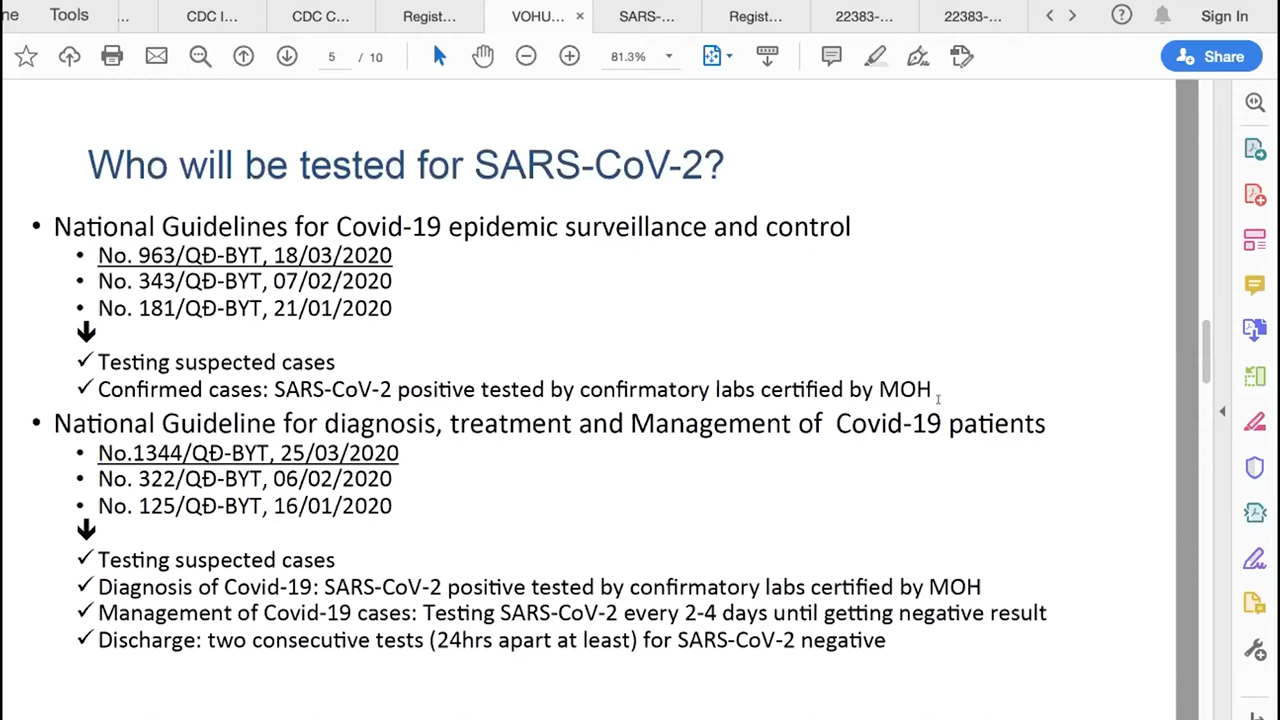 ne Tools ... CDC I... CDC C... Regist... VOHU... × SARS-... Regist... 22383-... 22383-... Sign In
5 / 10 81.3% Share
Who will be tested for SARS-CoV-2?
• National Guidelines for Covid-19 epidemic surveillance and control
• No. 963/QĐ-BYT, 18/03/2020
• No. 343/QĐ-BYT, 07/02/2020
• No. 181/QĐ-BYT, 21/01/2020
✓ Testing suspected cases
✓ Confirmed cases: SARS-CoV-2 positive tested by confirmatory labs certified by MOH
• National Guideline for diagnosis, treatment and Management of Covid-19 patients
• No.1344/QĐ-BYT, 25/03/2020
• No. 322/QĐ-BYT, 06/02/2020
• No. 125/QĐ-BYT, 16/01/2020
✓ Testing suspected cases
✓ Diagnosis of Covid-19: SARS-CoV-2 positive tested by confirmatory labs certified by MOH
✓ Management of Covid-19 cases: Testing SARS-CoV-2 every 2-4 days until getting negative result
✓ Discharge: two consecutive tests (24hrs apart at least) for SARS-CoV-2 negative